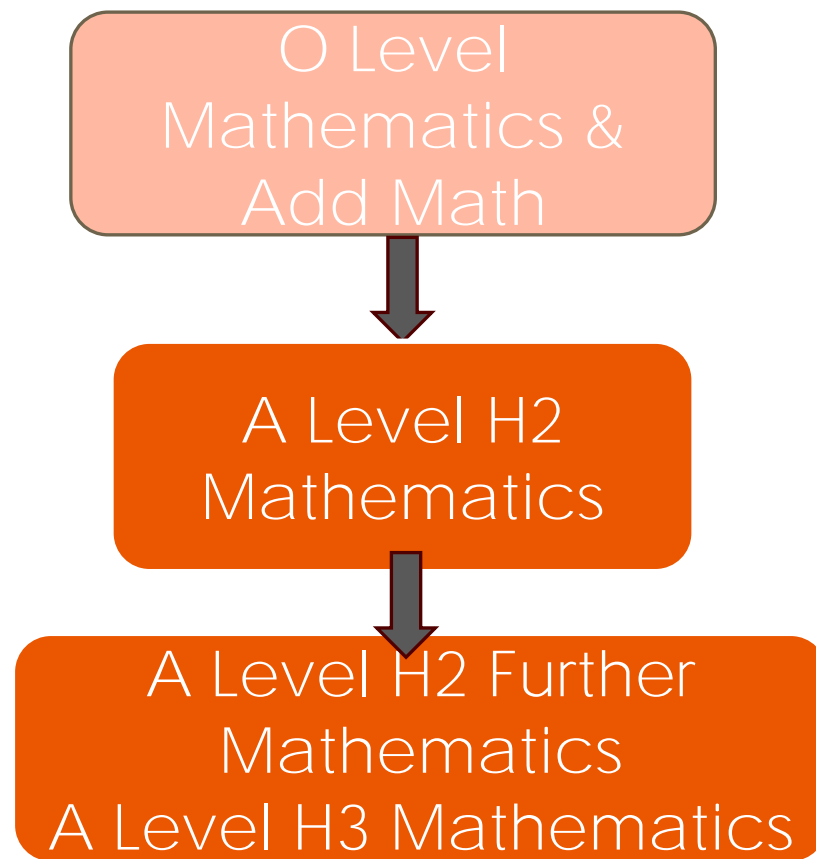 O Level
Mathematics &
Add Math
A Level H2
Mathematics
A Level H2 Further
Mathematics
A Level H3 Mathematics